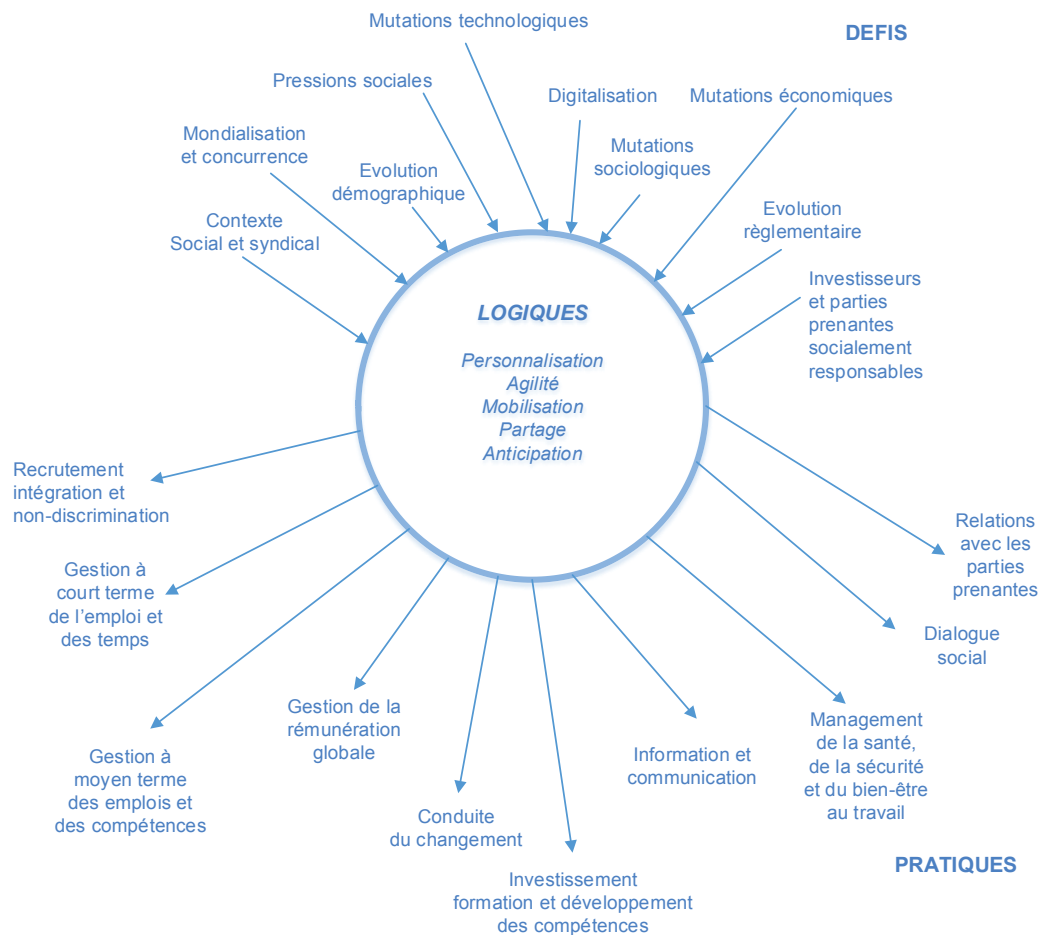 Mutations technologiques
DEFIS
Pressions sociales
Digitalisation
Mutations économiques
Mondialisation
et concurrence
Mutations
sociologiques
Evolution
démographique
Contexte
Social et syndical
Evolution
règlementaire
Investisseurs
et parties
prenantes
socialement
responsables
LOGIQUES
Personnalisation
Agilité
Mobilisation
Partage
Anticipation
Recrutement
intégration et
non-discrimination
Relations
avec les
parties
prenantes
Gestion à
court terme
de l’emploi et
des temps
Dialogue
social
Gestion de la
rémunération
globale
Management
de la santé,
de la sécurité
et du bien-être
au travail
Gestion à
moyen terme
des emplois et
des compétences
Information et
communication
Conduite
du changement
PRATIQUES
Investissement
formation et développement
des compétences